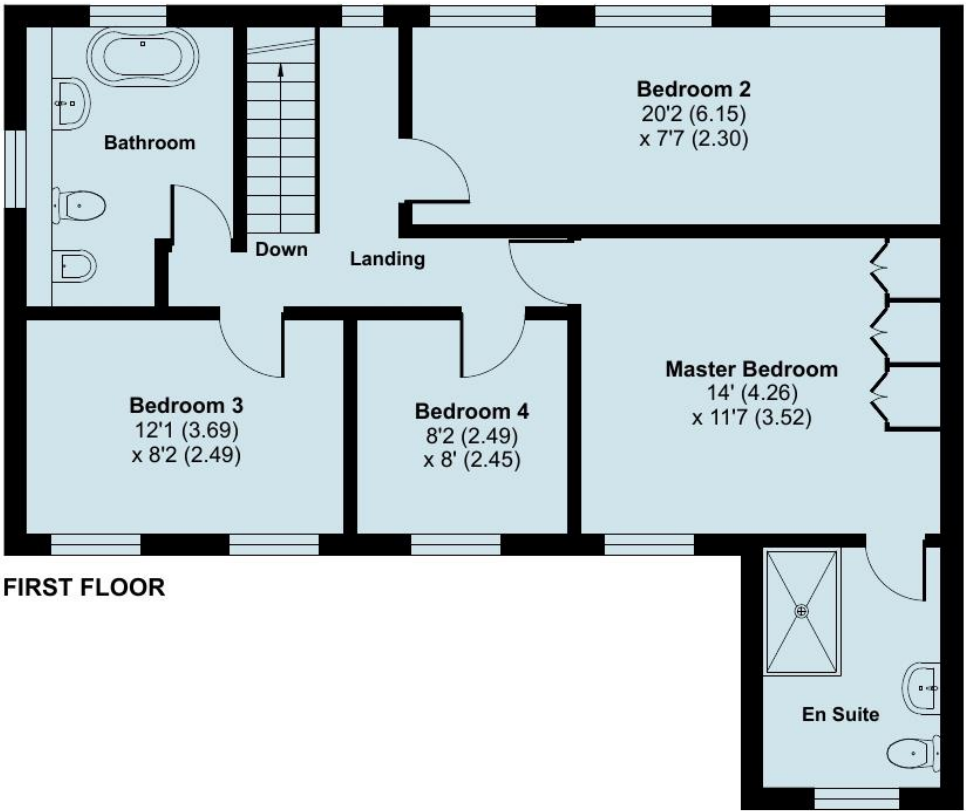 Bedroom 2
20'2 (6.15)
x 7'7 (2.30)
Bathroom
Down
Landing
Master Bedroom
14' (4.26)
x 11'7 (3.52)
Bedroom 3
12'1 (3.69)
x 8'2 (2.49)
Bedroom 4
8'2 (2.49)
x 8' (2.45)
FIRST FLOOR
En Suite